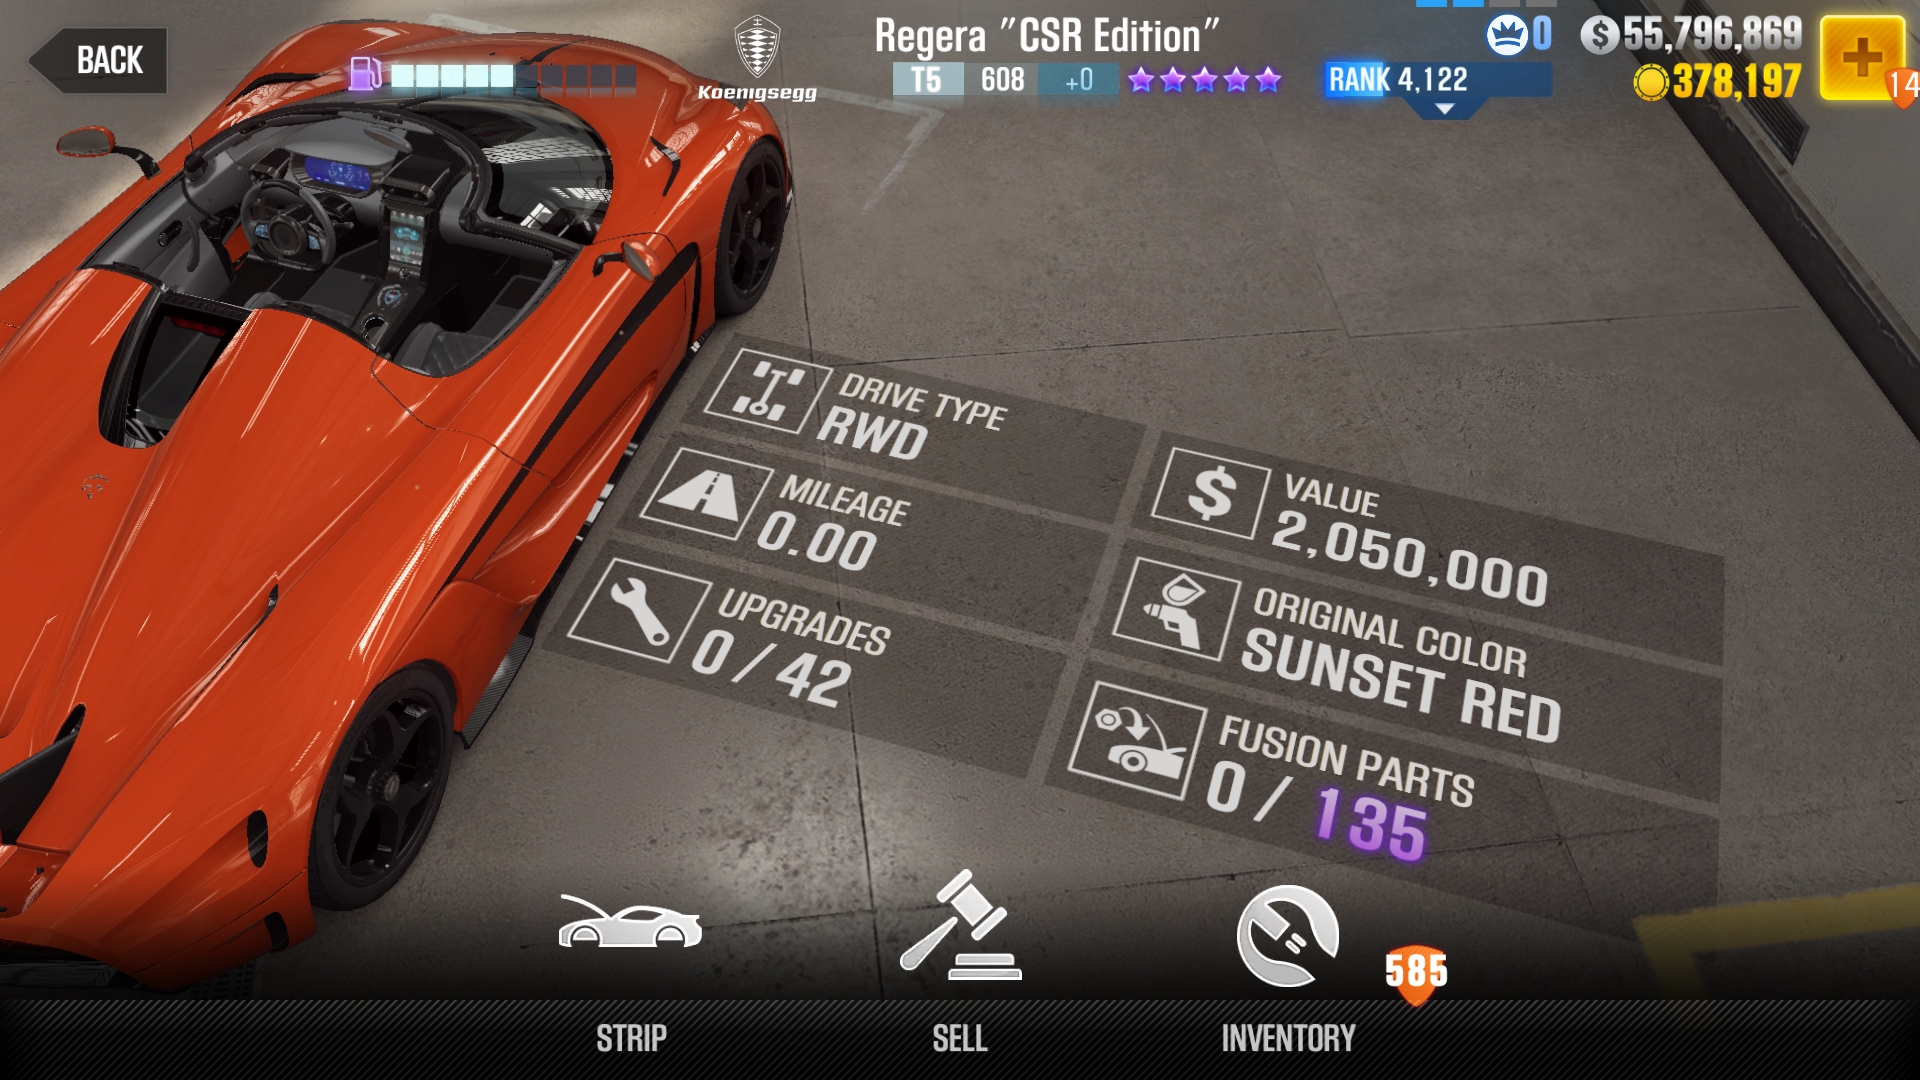 BACK
Koenigsegg
Regera "CSR Edition"
T5 608 +0
RANK 4,122
0
55,796,869
378,197
14
DRIVE TYPE
RWD
MILEAGE
0.00
UPGRADES
0/42
VALUE
2,050,000
ORIGINAL COLOR
SUNSET RED
FUSION PARTS
0/ 135
585
STRIP
SELL
INVENTORY